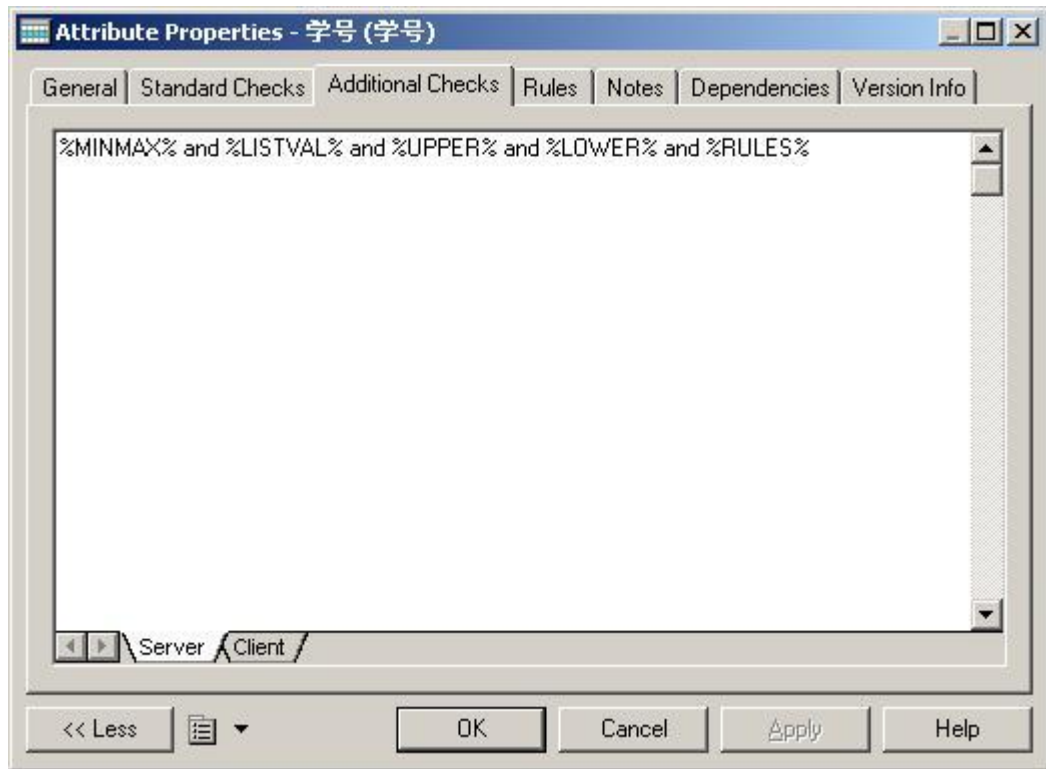 Attribute Properties - 学号 (学号)
General Standard Checks Additional Checks Rules Notes Dependencies Version Info
%MINMAX% and %LISTVAL% and %UPPER% and %LOWER% and %RULES%
Server Client
<< Less OK Cancel Apply Help